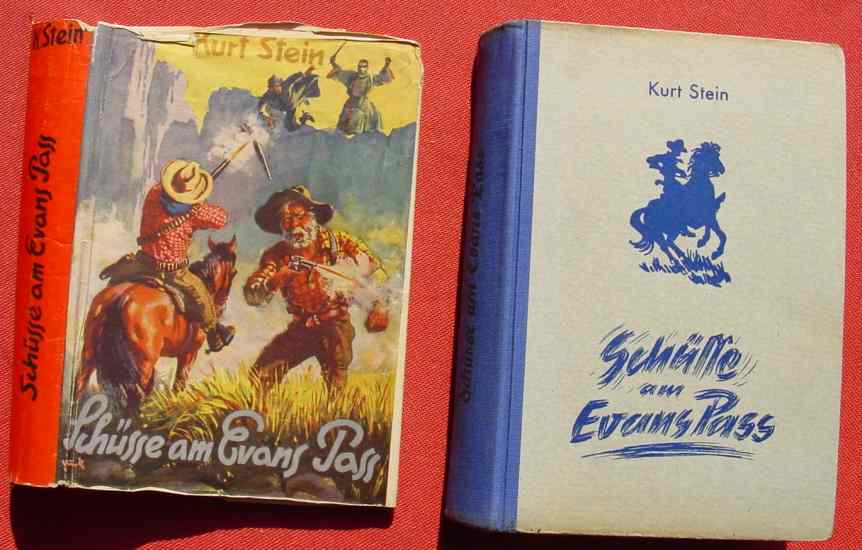 K. Stein
Schüsse am Evans Pass
Kurt Stein
Schüsse am Evans Pass
Schüsse am Evans Pass
Kurt Stein
Schüsse
am
Evans Pass